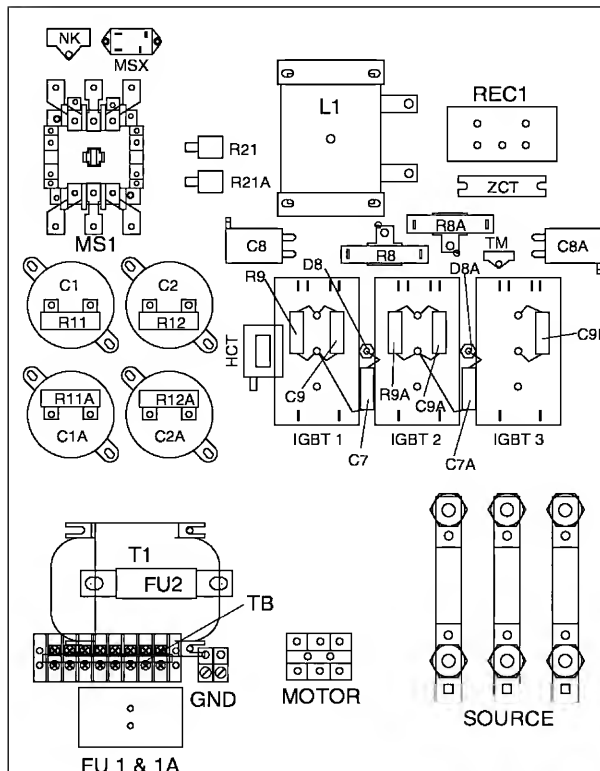 NK
MSX
L1
REC1
R21
R21A
ZCT
MS1
C8
R8
R8A
TM
C8A
C1
C2
R9
D8
D8A
R11
R12
HCT
C9
R9A
C9A
R11A
R12A
C1A
C2A
IGBT 1
IGBT 2
IGBT 3
C7
C7A
T1
FU2
TB
GND
MOTOR
SOURCE
FU 1 & 1A